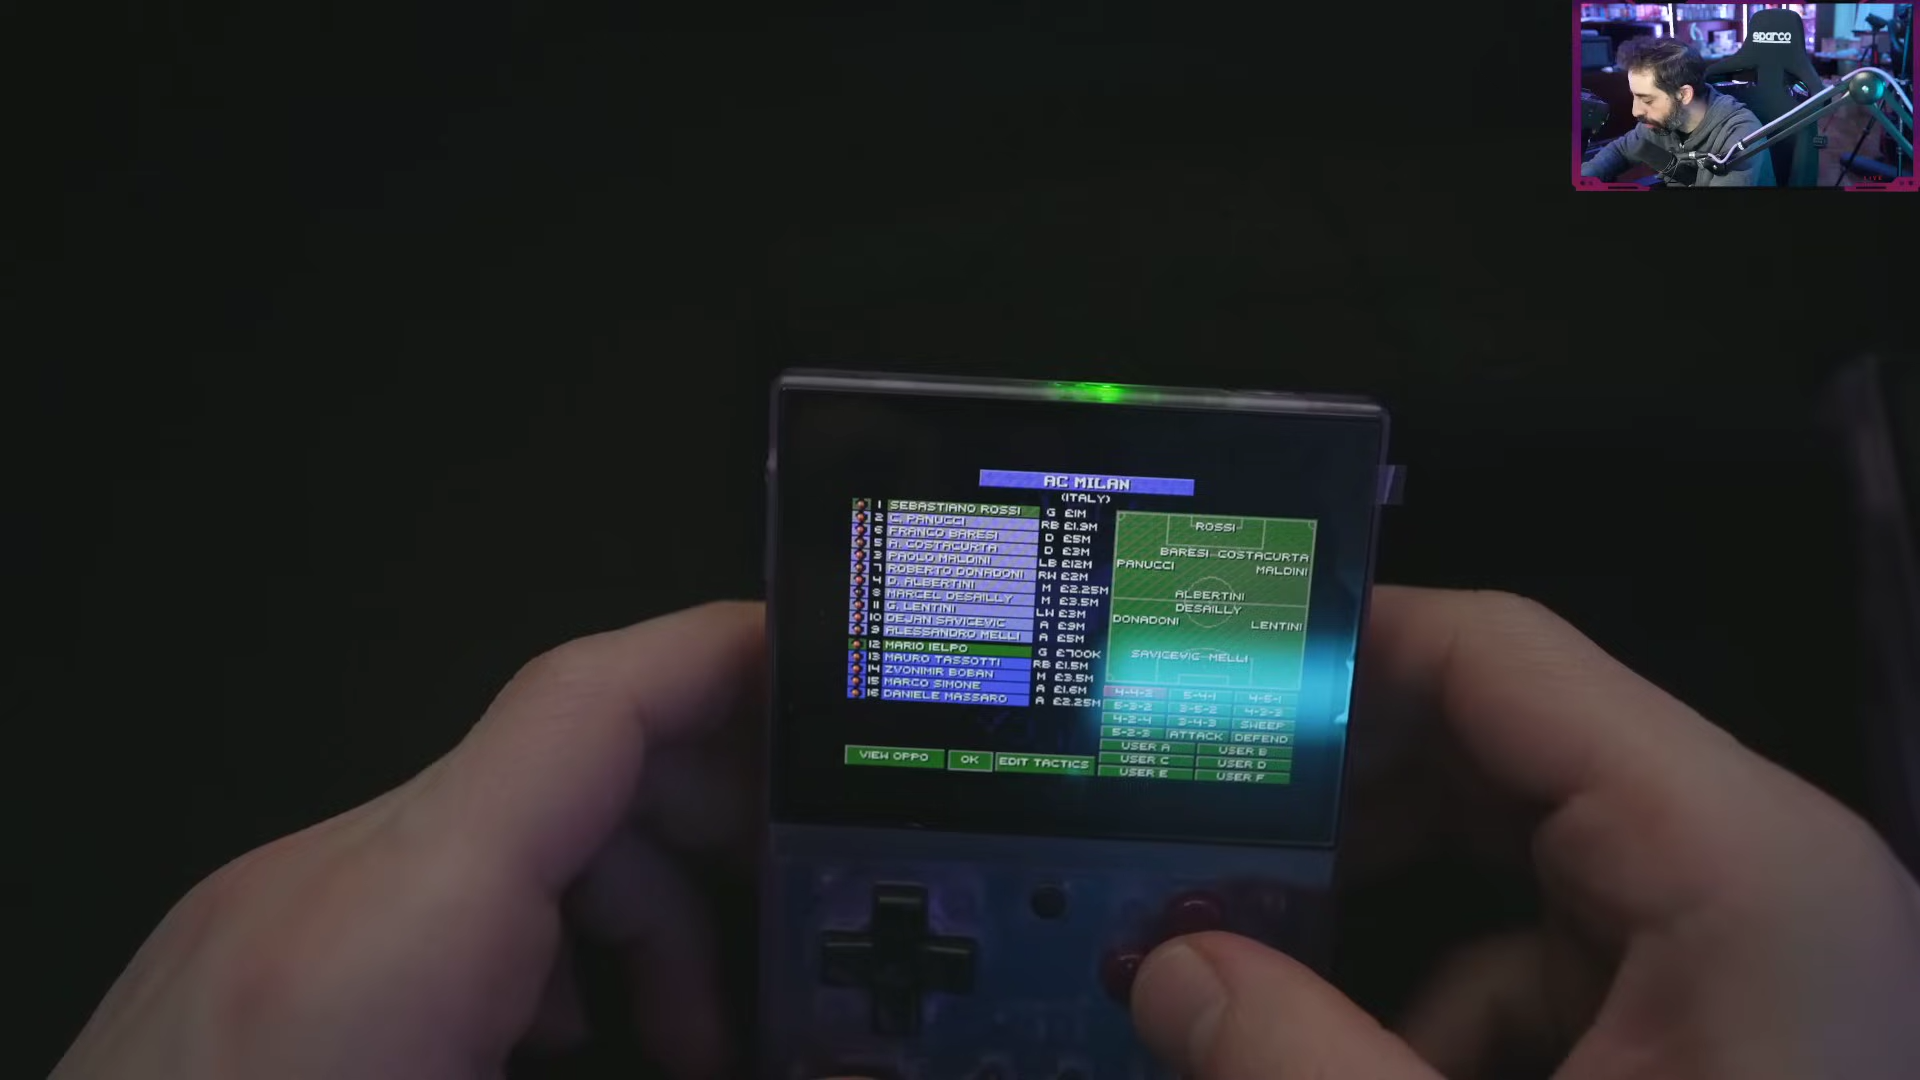 sparco
LIVE
AC MILAN
(ITALY)
1 SEBASTIANO ROSSI G £1M
2 C. PANUCCI RB £1.9M
6 FRANCO BARESI D £5M
5 A. COSTACURTA D £3M
3 PAOLO MALDINI LB £12M
7 ROBERTO DONADONI RW £2M
4 D. ALBERTINI M £2.25M
8 MARCEL DESAILLY M £3.5M
11 G. LENTINI LW £3M
10 DEJAN SAVICEVIC A £9M
9 ALESSANDRO MELLI A £5M
12 MARIO IELPO G £700K
13 MAURO TASSOTTI RB £1.5M
14 ZVONIMIR BOBAN M £3.5M
15 MARCO SIMONE A £1.6M
16 DANIELE MASSARO A £2.25M
ROSSI
BARESI COSTACURTA
PANUCCI MALDINI
ALBERTINI
DESAILLY
DONADONI LENTINI
SAVICEVIC MELLI
4-4-2 5-4-1 4-5-1
5-3-2 3-5-2 4-3-3
4-2-4 3-4-3 SWEEP
5-2-3 ATTACK DEFEND
USER A USER B
USER C USER D
USER E USER F
VIEW OPPO OK EDIT TACTICS